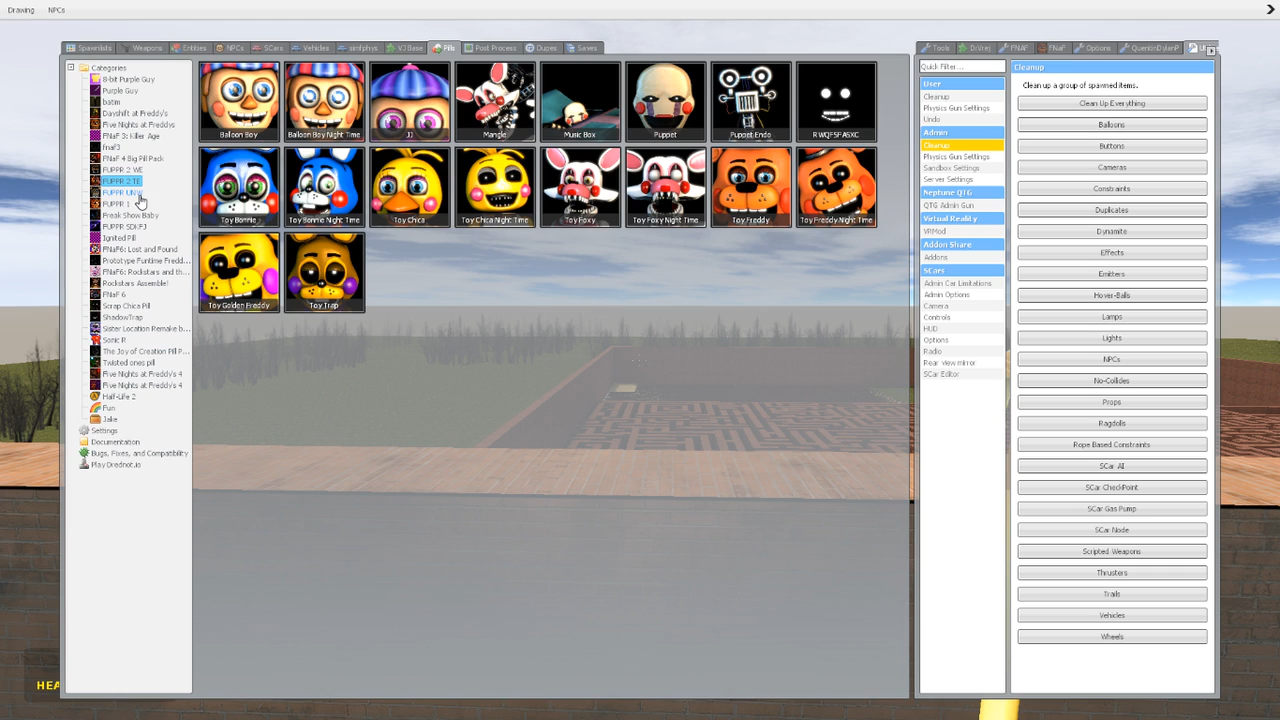 Drawing NPCs
Spawnlists Weapons Entities NPCs SCars Vehicles simfphys VJ Base Pills Post Process Dupes Saves
Categories
8-bit Purple Guy
Purple Guy
batim
Dayshift at Freddy's
Five Nights at Freddys
FNaF 3: Killer Age
fnaf3
FNaF 4 Big Pill Pack
FUPPR 2 WE
FUPPR 2 TE
FUPPR UN W
FUPPR 1
Freak Show Baby
FUPPR SDI FJ
Ignited Pill
FNaF6: Lost and Found
Prototype Funtime Fredd...
FNaF6: Rockstars and th...
Rockstars Assemble!
FNaF 6
Scrap Chica Pill
ShadowTrap
Sister Location Remake b...
Sonic R
The Joy of Creation Pill P...
Twisted ones pill
Five Nights at Freddy's 4
Five Nights at Freddy's 4
Half-Life 2
Fun
Jake
Settings
Documentation
Bugs, Fixes, and Compatibility
Play Drednot.io
Balloon Boy Balloon Boy Night Time JJ Mangle Music Box Puppet Puppet Endo RWQFSFASXC
Toy Bonnie Toy Bonnie Night Time Toy Chica Toy Chica Night Time Toy Foxy Toy Foxy Night Time Toy Freddy Toy Freddy Night Time
Toy Golden Freddy Toy Trap
Tools DrVrej FNAF FNaF Options QuentonDylanP
Quick Filter...
User
Cleanup
Physics Gun Settings
Undo
Admin
Cleanup
Physics Gun Settings
Sandbox Settings
Server Settings
Neptune QTG
QTG Admin Gun
Virtual Reality
VRMod
Addon Share
Addons
SCars
Admin Car Limitations
Admin Options
Camera
Controls
HUD
Options
Radio
Rear view mirror
SCar Editor
Cleanup
Clean up a group of spawned items.
Clean Up Everything
Balloons
Buttons
Cameras
Constraints
Duplicates
Dynamite
Effects
Emitters
Hover-Balls
Lamps
Lights
NPCs
No-Collides
Props
Ragdolls
Rope Based Constraints
SCar AI
SCar CheckPoint
SCar Gas Pump
SCar Node
Scripted Weapons
Thrusters
Trails
Vehicles
Wheels
HEA